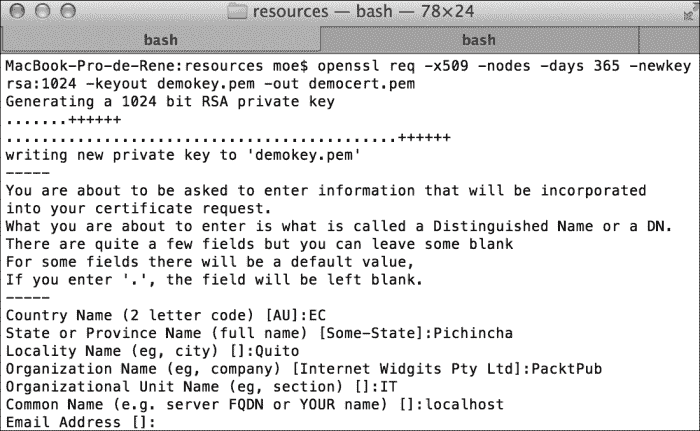 resources — bash — 78×24
bash bash
MacBook-Pro-de-Rene:resources moe$ openssl req -x509 -nodes -days 365 -newkey
rsa:1024 -keyout demokey.pem -out democert.pem
Generating a 1024 bit RSA private key
.......++++++
..............................................++++++
writing new private key to 'demokey.pem'
-----
You are about to be asked to enter information that will be incorporated
into your certificate request.
What you are about to enter is what is called a Distinguished Name or a DN.
There are quite a few fields but you can leave some blank
For some fields there will be a default value,
If you enter '.', the field will be left blank.
-----
Country Name (2 letter code) [AU]:EC
State or Province Name (full name) [Some-State]:Pichincha
Locality Name (eg, city) []:Quito
Organization Name (eg, company) [Internet Widgits Pty Ltd]:PacktPub
Organizational Unit Name (eg, section) []:IT
Common Name (e.g. server FQDN or YOUR name) []:localhost
Email Address []: